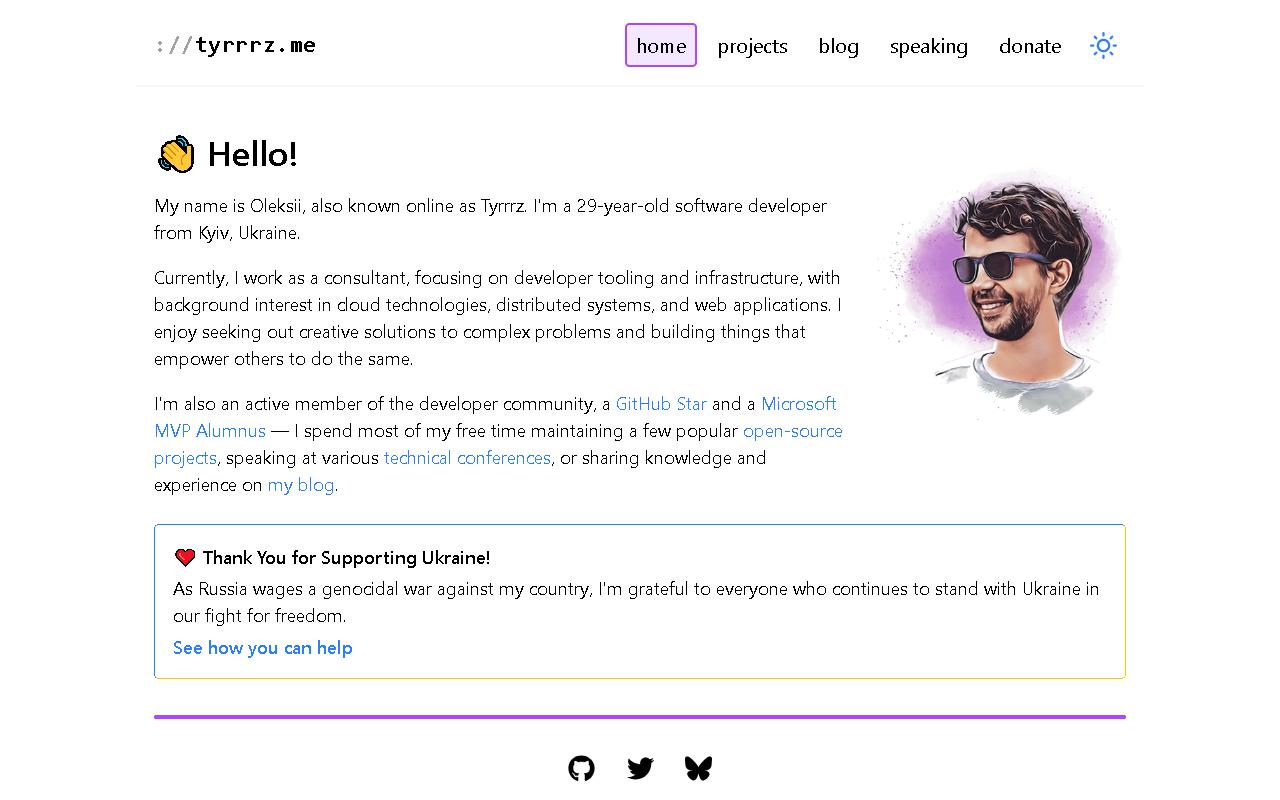 ://tyrrrz.me
home
projects
blog
speaking
donate
👋 Hello!
My name is Oleksii, also known online as Tyrrrz. I'm a 29-year-old software developer
from Kyiv, Ukraine.
Currently, I work as a consultant, focusing on developer tooling and infrastructure, with
background interest in cloud technologies, distributed systems, and web applications. I
enjoy seeking out creative solutions to complex problems and building things that
empower others to do the same.
I'm also an active member of the developer community, a GitHub Star and a Microsoft
MVP Alumnus — I spend most of my free time maintaining a few popular open-source
projects, speaking at various technical conferences, or sharing knowledge and
experience on my blog.
❤️ Thank You for Supporting Ukraine!
As Russia wages a genocidal war against my country, I'm grateful to everyone who continues to stand with Ukraine in
our fight for freedom.
See how you can help